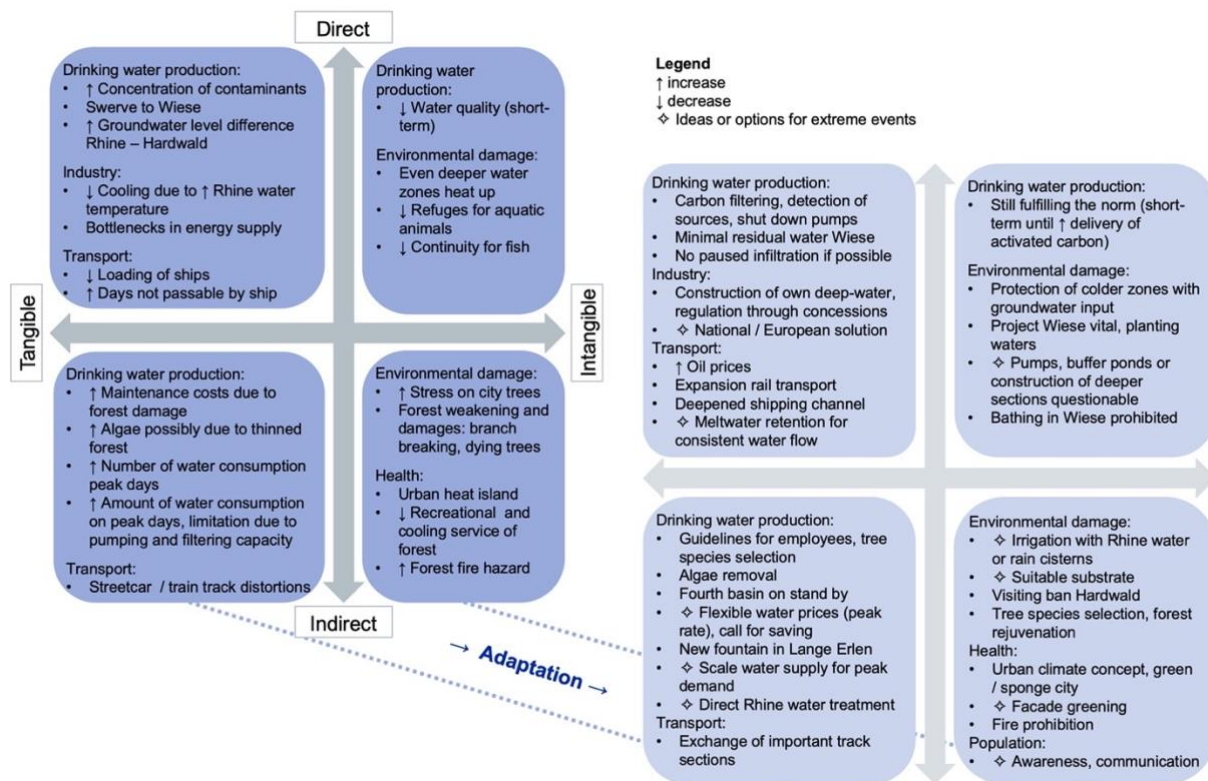 Direct
Drinking water production:
• ↑ Concentration of contaminants
• Swerve to Wiese
• ↑ Groundwater level difference
Rhine – Hardwald
Industry:
• ↓ Cooling due to ↑ Rhine water
temperature
• Bottlenecks in energy supply
Transport:
• ↓ Loading of ships
• ↑ Days not passable by ship
Drinking water
production:
• ↓ Water quality (short-
term)
Environmental damage:
• Even deeper water
zones heat up
• ↓ Refuges for aquatic
animals
• ↓ Continuity for fish
Tangible
Intangible
Drinking water production:
• ↑ Maintenance costs due to
forest damage
• ↑ Algae possibly due to thinned
forest
• ↑ Number of water consumption
peak days
• ↑ Amount of water consumption
on peak days, limitation due to
pumping and filtering capacity
Transport:
• Streetcar / train track distortions
Environmental damage:
• ↑ Stress on city trees
• Forest weakening and
damages: branch
breaking, dying trees
Health:
• Urban heat island
• ↓ Recreational and
cooling service of
forest
• ↑ Forest fire hazard
Indirect
→ Adaptation →
Legend
↑ increase
↓ decrease
✧ Ideas or options for extreme events
Drinking water production:
• Carbon filtering, detection of
sources, shut down pumps
• Minimal residual water Wiese
• No paused infiltration if possible
Industry:
• Construction of own deep-water,
regulation through concessions
• ✧ National / European solution
Transport:
• ↑ Oil prices
• Expansion rail transport
• Deepened shipping channel
• ✧ Meltwater retention for
consistent water flow
Drinking water production:
• Still fulfilling the norm (short-
term until ↑ delivery of
activated carbon)
Environmental damage:
• Protection of colder zones with
groundwater input
• Project Wiese vital, planting
waters
• ✧ Pumps, buffer ponds or
construction of deeper
sections questionable
• Bathing in Wiese prohibited
Drinking water production:
• Guidelines for employees, tree
species selection
• Algae removal
• Fourth basin on stand by
• ✧ Flexible water prices (peak
rate), call for saving
• New fountain in Lange Erlen
• ✧ Scale water supply for peak
demand
• ✧ Direct Rhine water treatment
Transport:
• Exchange of important track
sections
Environmental damage:
• ✧ Irrigation with Rhine water
or rain cisterns
• ✧ Suitable substrate
• Visiting ban Hardwald
• Tree species selection, forest
rejuvenation
Health:
• Urban climate concept, green
/ sponge city
• ✧ Facade greening
• Fire prohibition
Population:
• ✧ Awareness, communication